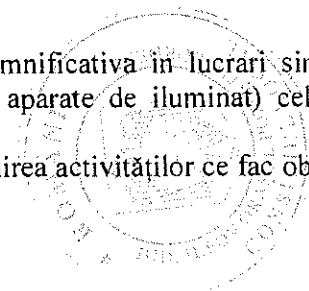 mnificativa in lucrari sin
aparate de iluminat) cel
irea activităților ce fac ob